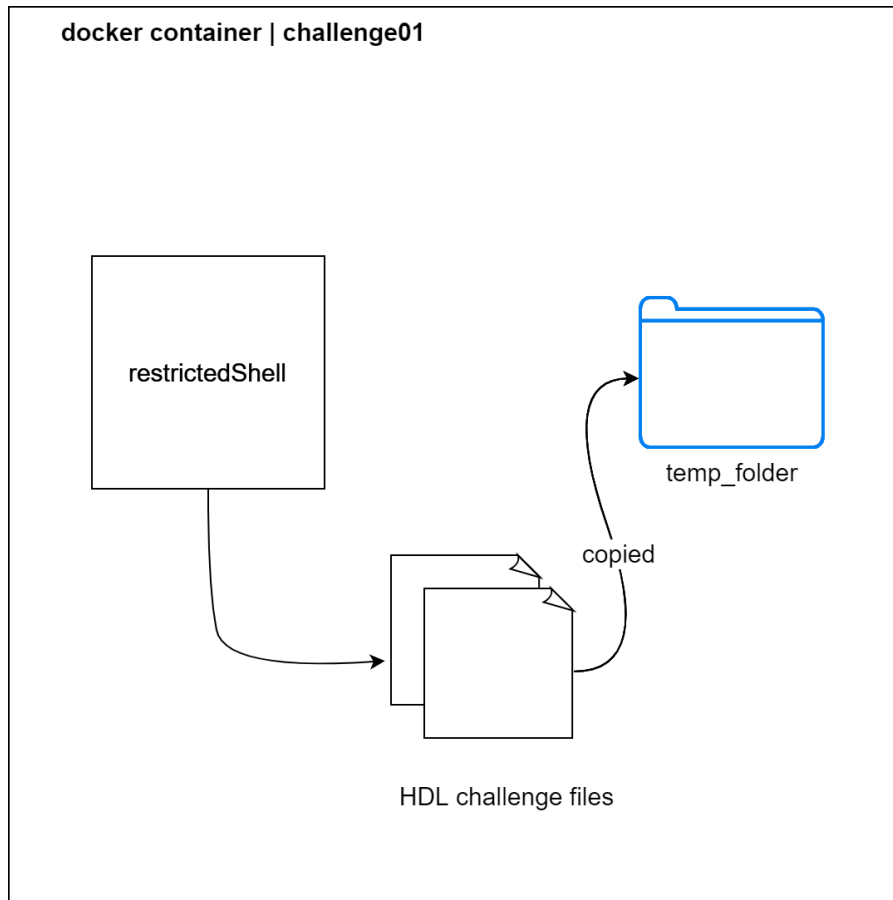 docker container | challenge01
restrictedShell
temp_folder
copied
HDL challenge files